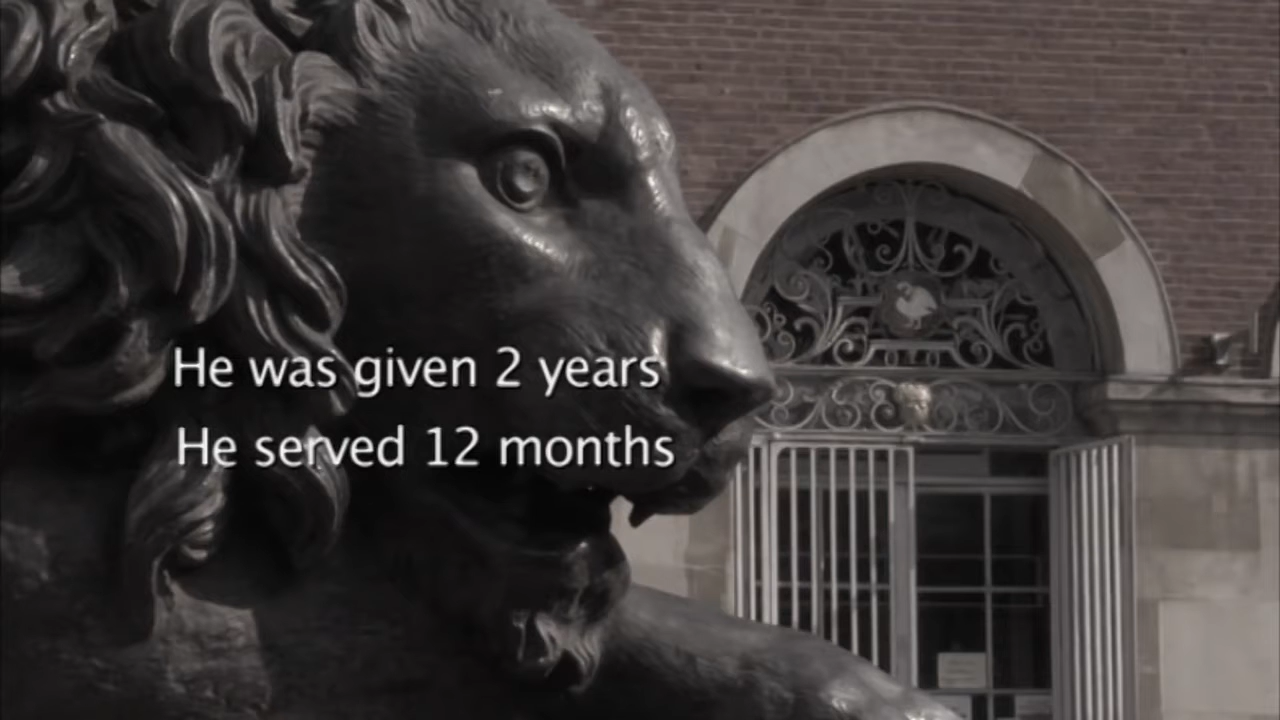 He was given 2 years
He served 12 months